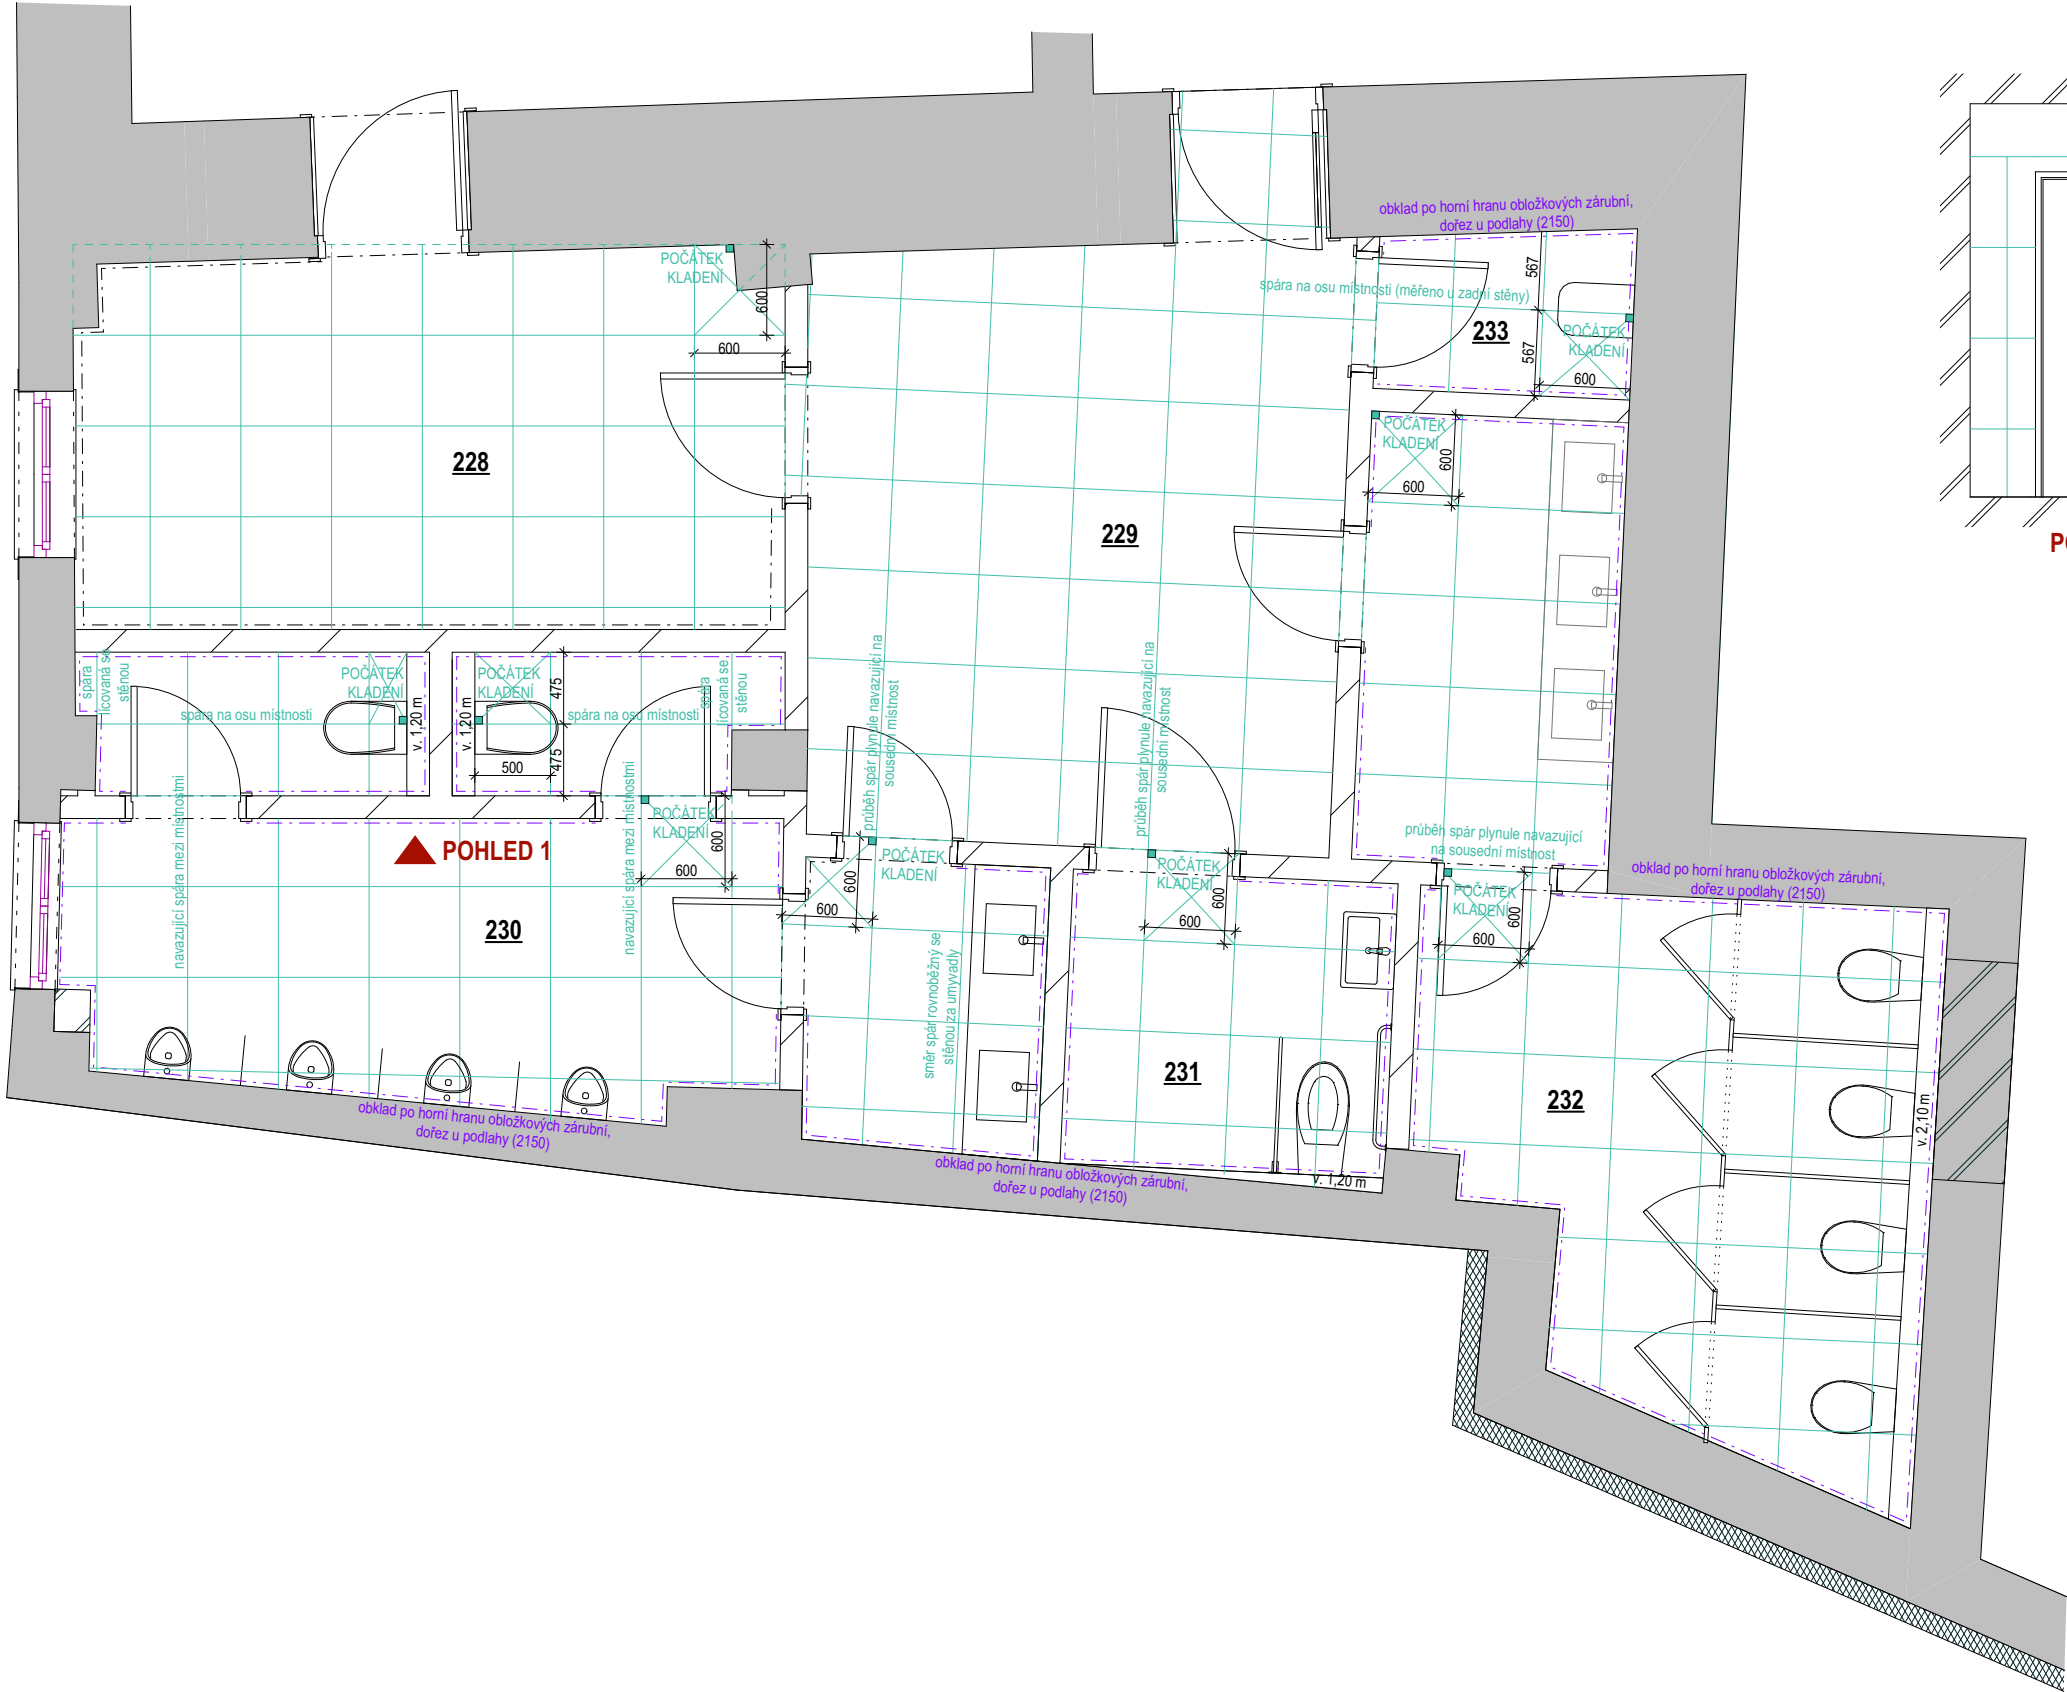 obklad po horní hranu obložkových zárubní,
dořez u podlahy (2150)
POČÁTEK
KLADENÍ
600
600
spára na osu místnosti (měřeno u zadní stěny)
567
567
233
POČÁTEK
KLADENÍ
600
228
229
POČÁTEK
KLADENÍ
600
600
PO
spára
lícovaná se
stěnou
POČÁTEK
KLADENÍ
v. 1,20 m
spára na osu místnosti
v. 1,20 m
POČÁTEK
KLADENÍ
475
475
500
spára na osu místnosti
spára
lícovaná se
stěnou
průběh spár plynule navazující na
sousední místnost
průběh spár plynule navazující na
sousední místnost
navazující spára mezi místnostmi
navazující spára mezi místnostmi
POČÁTEK
KLADENÍ
600
600
POHLED 1
230
POČÁTEK
KLADENÍ
600
600
směr spár rovnoběžný se
stěnou za umyvadly
POČÁTEK
KLADENÍ
600
600
231
průběh spár plynule navazující
na sousední místnost
POČÁTEK
KLADENÍ
600
600
obklad po horní hranu obložkových zárubní,
dořez u podlahy (2150)
232
v. 2,10 m
obklad po horní hranu obložkových zárubní,
dořez u podlahy (2150)
obklad po horní hranu obložkových zárubní,
dořez u podlahy (2150)
v. 1,20 m